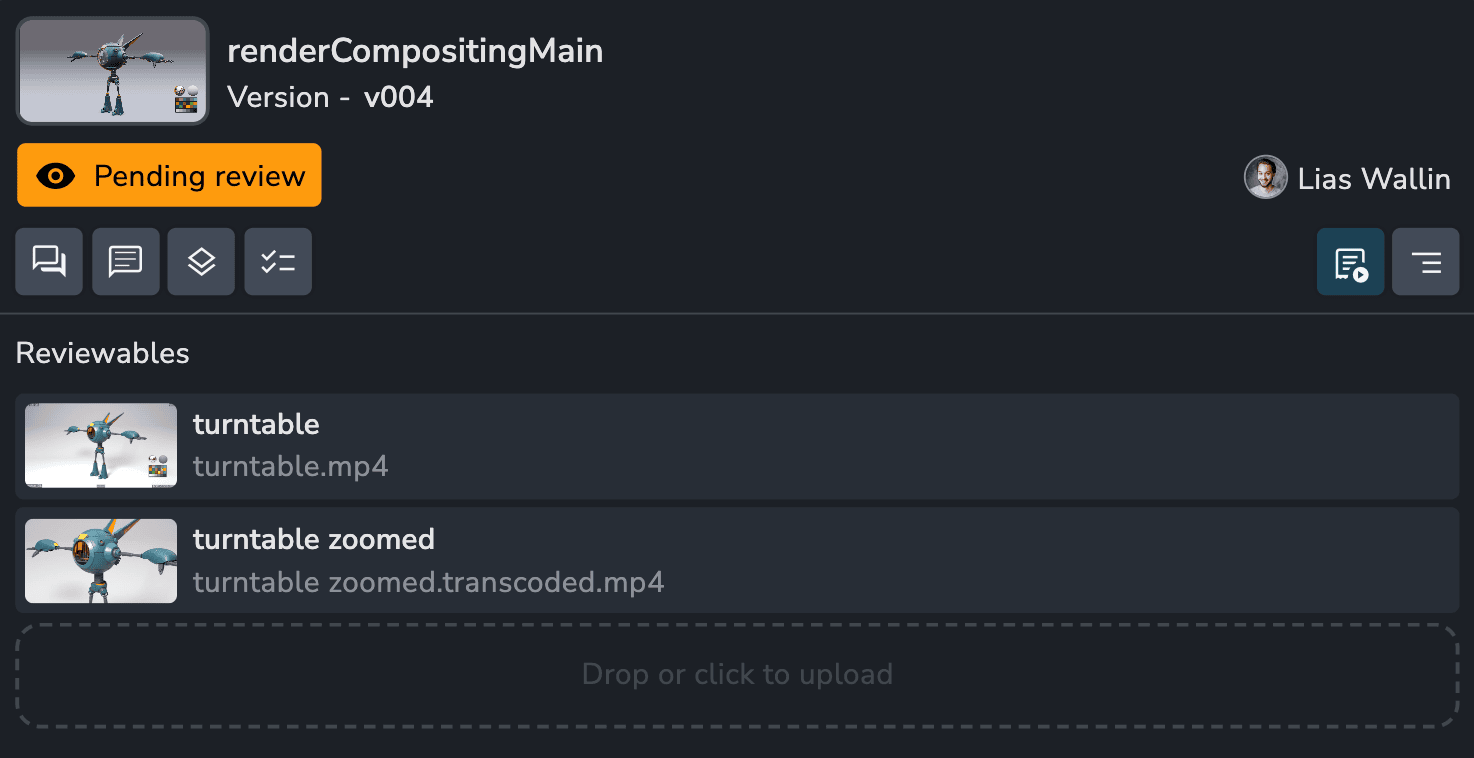 renderCompositingMain
Version - v004
Pending review
Lias Wallin
Reviewables
turntable
turntable.mp4
turntable zoomed
turntable zoomed.transcoded.mp4
Drop or click to upload